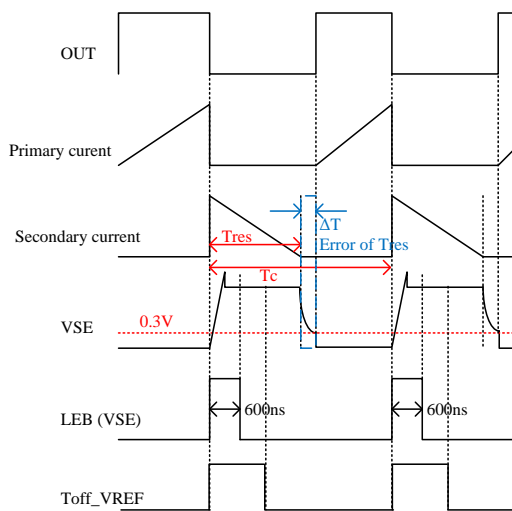 OUT
Primary curent
Secondary current
ΔT
Tres
Error of Tres
Tc
0.3V
VSE
600ns
600ns
LEB (VSE)
Toff_VREF